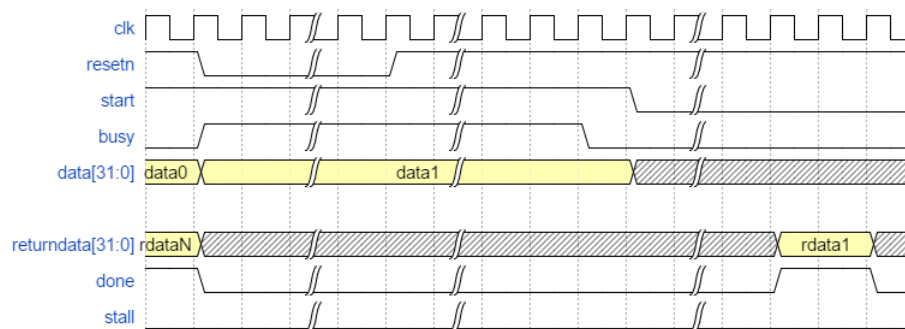 clk
resetn
start
busy
data[31:0] data0 data1
returndata[31:0] rdataN rdata1
done
stall